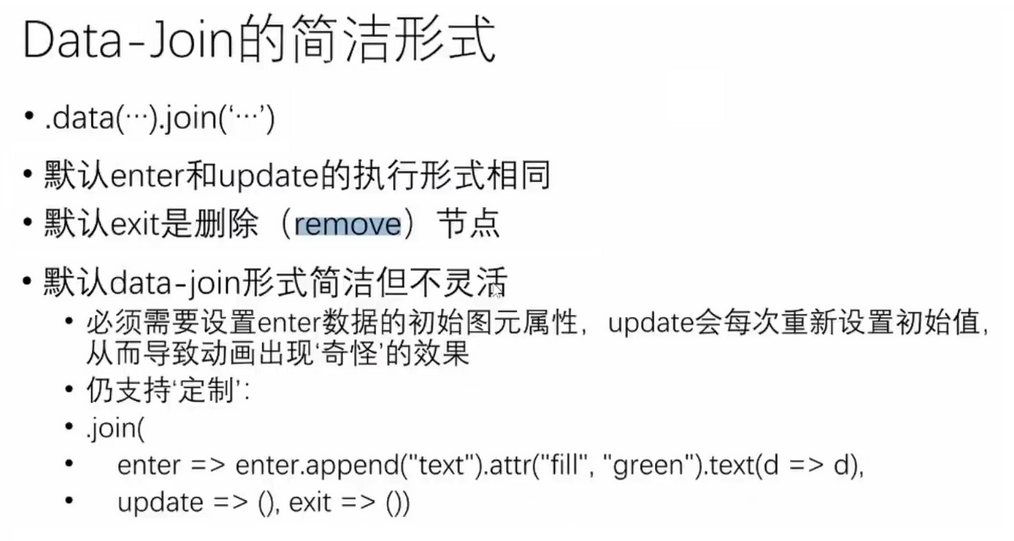 Data-Join的简洁形式
• .data(…).join(‘…’)
• 默认enter和update的执行形式相同
• 默认exit是删除（remove）节点
• 默认data-join形式简洁但不灵活
• 必须需要设置enter数据的初始图元属性，update会每次重新设置初始值，
从而导致动画出现‘奇怪’的效果
• 仍支持‘定制’:
• .join(
• enter => enter.append("text").attr("fill", "green").text(d => d),
• update => (), exit => ())